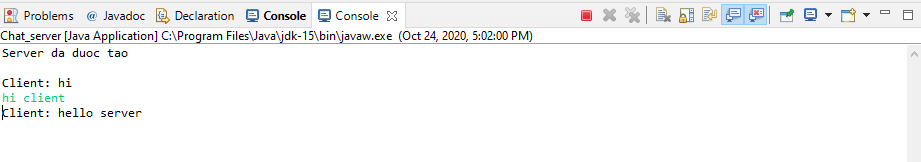 Problems @ Javadoc Declaration Console Console
Chat_server [Java Application] C:\Program Files\Java\jdk-15\bin\javaw.exe (Oct 24, 2020, 5:02:00 PM)
Server da duoc tao
Client: hi
hi client
Client: hello server